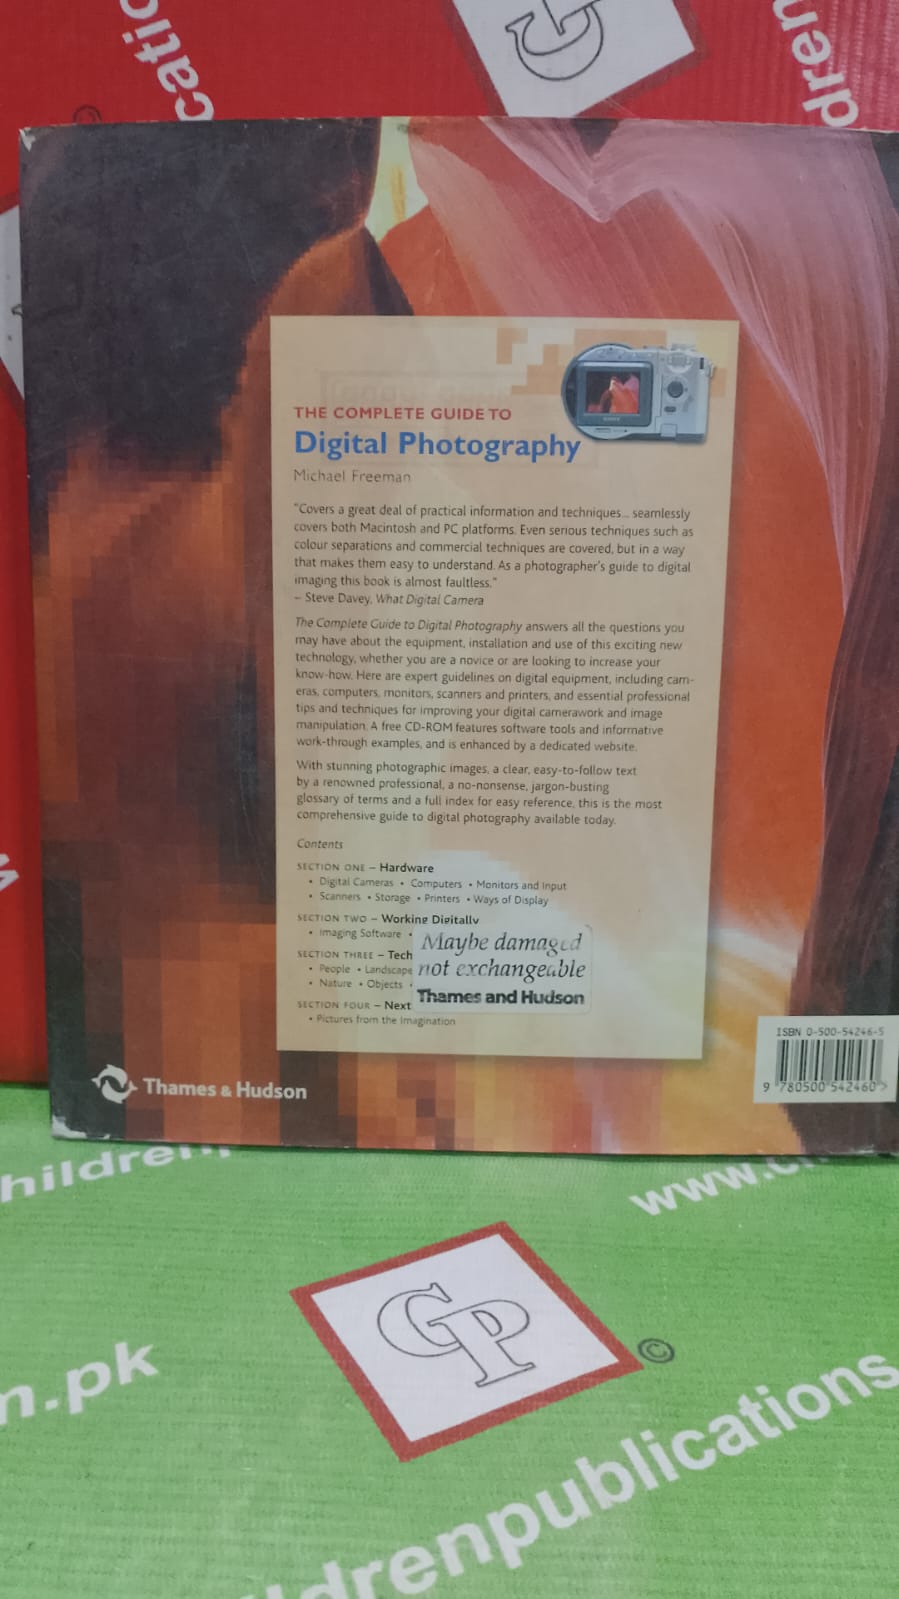 THE COMPLETE GUIDE TO
Digital Photography
Michael Freeman
"Covers a great deal of practical information and techniques... seamlessly
covers both Macintosh and PC platforms. Even serious techniques such as
colour separations and commercial techniques are covered, but in a way
that makes them easy to understand. As a photographer's guide to digital
imaging this book is almost faultless."
– Steve Davey, What Digital Camera
The Complete Guide to Digital Photography answers all the questions you
may have about the equipment, installation and use of this exciting new
technology, whether you are a novice or are looking to increase your
know-how. Here are expert guidelines on digital equipment, including cam-
eras, computers, monitors, scanners and printers, and essential professional
tips and techniques for improving your digital camerawork and image
manipulation. A free CD-ROM features software tools and informative
work-through examples, and is enhanced by a dedicated website.
With stunning photographic images, a clear, easy-to-follow text
by a renowned professional, a no-nonsense, jargon-busting
glossary of terms and a full index for easy reference, this is the most
comprehensive guide to digital photography available today.
Contents
SECTION ONE – Hardware
• Digital Cameras • Computers • Monitors and Input
• Scanners • Storage • Printers • Ways of Display
SECTION TWO – Working Digitally
• Imaging Software •
SECTION THREE – Tech
• People • Landscape
• Nature • Objects •
SECTION FOUR – Next
• Pictures from the Imagination
Maybe damaged
not exchangeable
Thames and Hudson
Thames & Hudson
ISBN 0-500-54246-5
9 780500 542460 >
hildren
www.
CP
©
m.pk
ildrenpublications
catio
dren